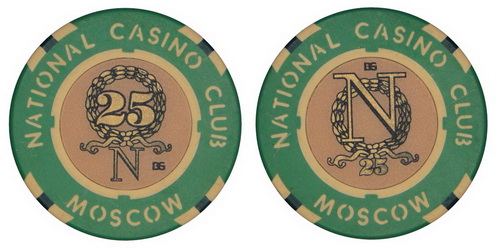 NATIONAL CASINO CLUB
25
N
BG
MOSCOW
NATIONAL CASINO CLUB
BG
N
25
MOSCOW